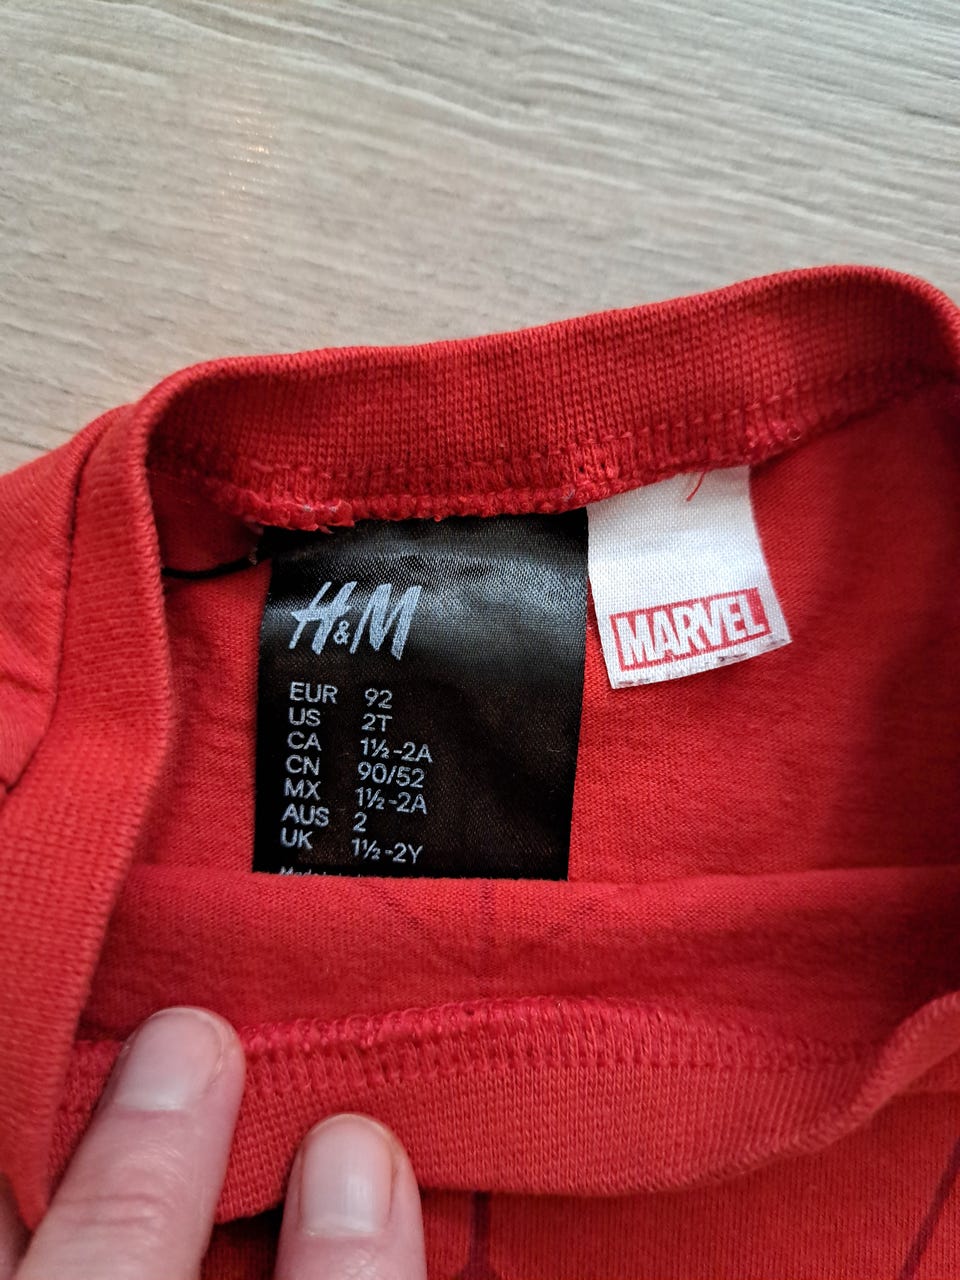 H&M
EUR 92
US 2T
CA 1½-2A
CN 90/52
MX 1½-2A
AUS 2
UK 1½-2Y
MARVEL